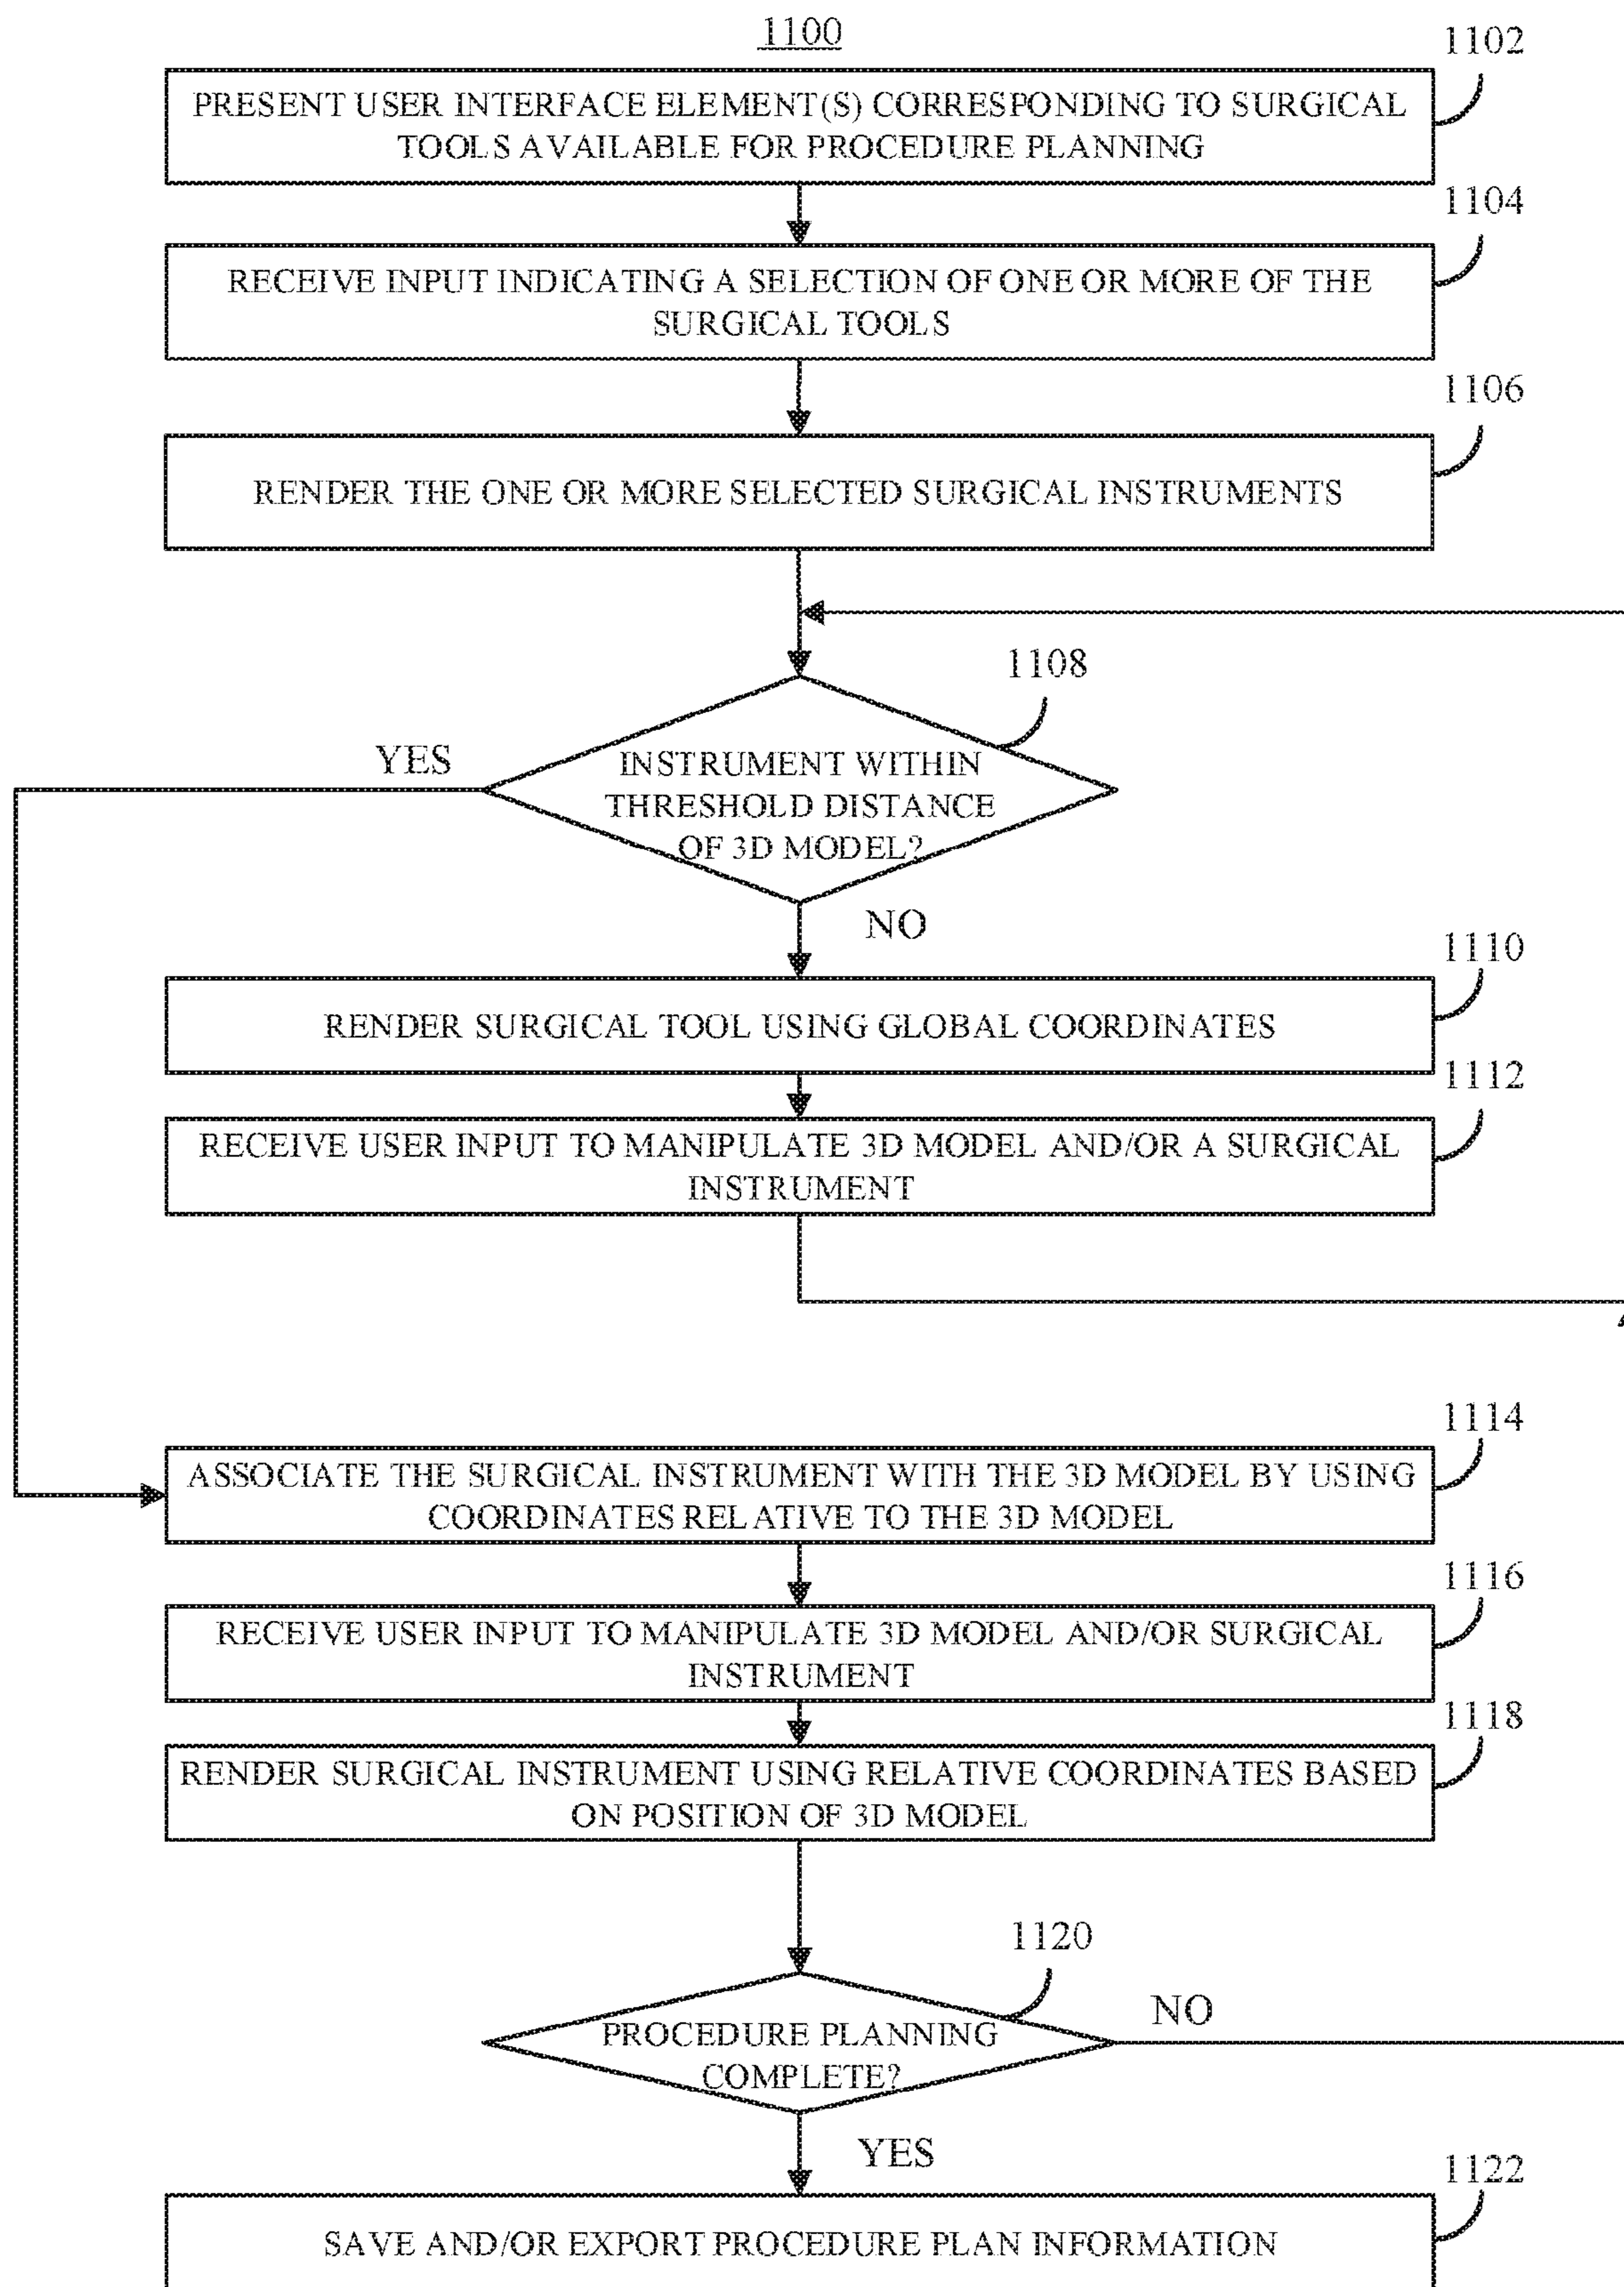 1100
1102
PRESENT USER INTERFACE ELEMENT(S) CORRESPONDING TO SURGICAL
TOOLS AVAILABLE FOR PROCEDURE PLANNING
1104
RECEIVE INPUT INDICATING A SELECTION OF ONE OR MORE OF THE
SURGICAL TOOLS
1106
RENDER THE ONE OR MORE SELECTED SURGICAL INSTRUMENTS
1108
YES
INSTRUMENT WITHIN
THRESHOLD DISTANCE
OF 3D MODEL?
NO
1110
RENDER SURGICAL TOOL USING GLOBAL COORDINATES
1112
RECEIVE USER INPUT TO MANIPULATE 3D MODEL AND/OR A SURGICAL
INSTRUMENT
1114
ASSOCIATE THE SURGICAL INSTRUMENT WITH THE 3D MODEL BY USING
COORDINATES RELATIVE TO THE 3D MODEL
1116
RECEIVE USER INPUT TO MANIPULATE 3D MODEL AND/OR SURGICAL
INSTRUMENT
1118
RENDER SURGICAL INSTRUMENT USING RELATIVE COORDINATES BASED
ON POSITION OF 3D MODEL
1120
NO
PROCEDURE PLANNING
COMPLETE?
YES
1122
SAVE AND/OR EXPORT PROCEDURE PLAN INFORMATION